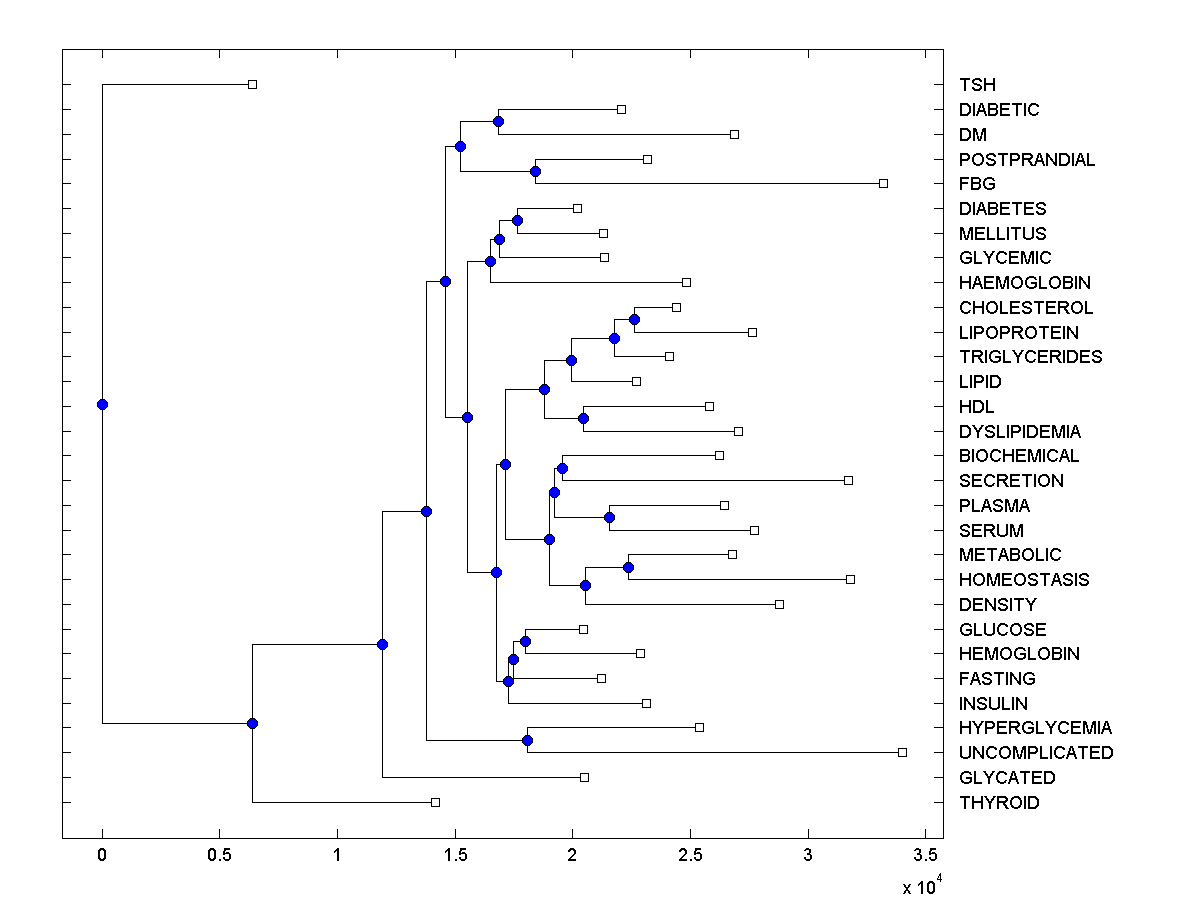 TSH
DIABETIC
DM
POSTPRANDIAL
FBG
DIABETES
MELLITUS
GLYCEMIC
HAEMOGLOBIN
CHOLESTEROL
LIPOPROTEIN
TRIGLYCERIDES
LIPID
HDL
DYSLIPIDEMIA
BIOCHEMICAL
SECRETION
PLASMA
SERUM
METABOLIC
HOMEOSTASIS
DENSITY
GLUCOSE
HEMOGLOBIN
FASTING
INSULIN
HYPERGLYCEMIA
UNCOMPLICATED
GLYCATED
THYROID
0 0.5 1 1.5 2 2.5 3 3.5
x 10^4